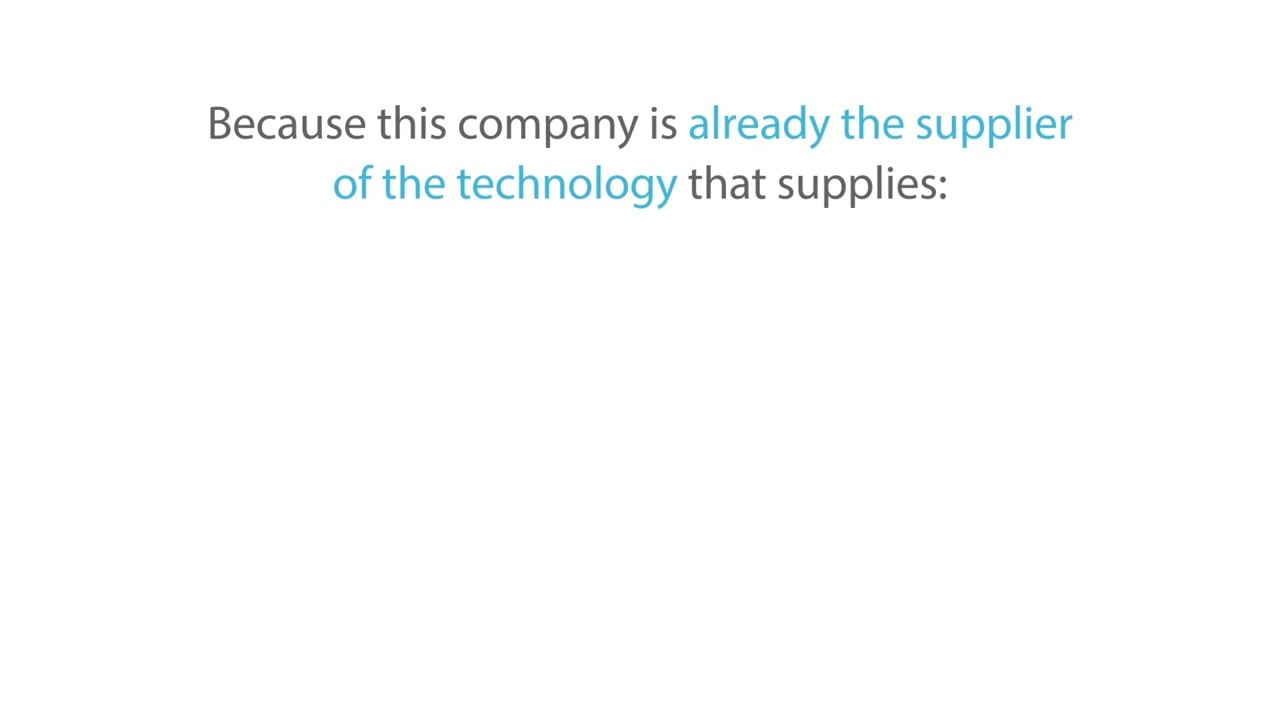 Because this company is already the supplier
of the technology that supplies: